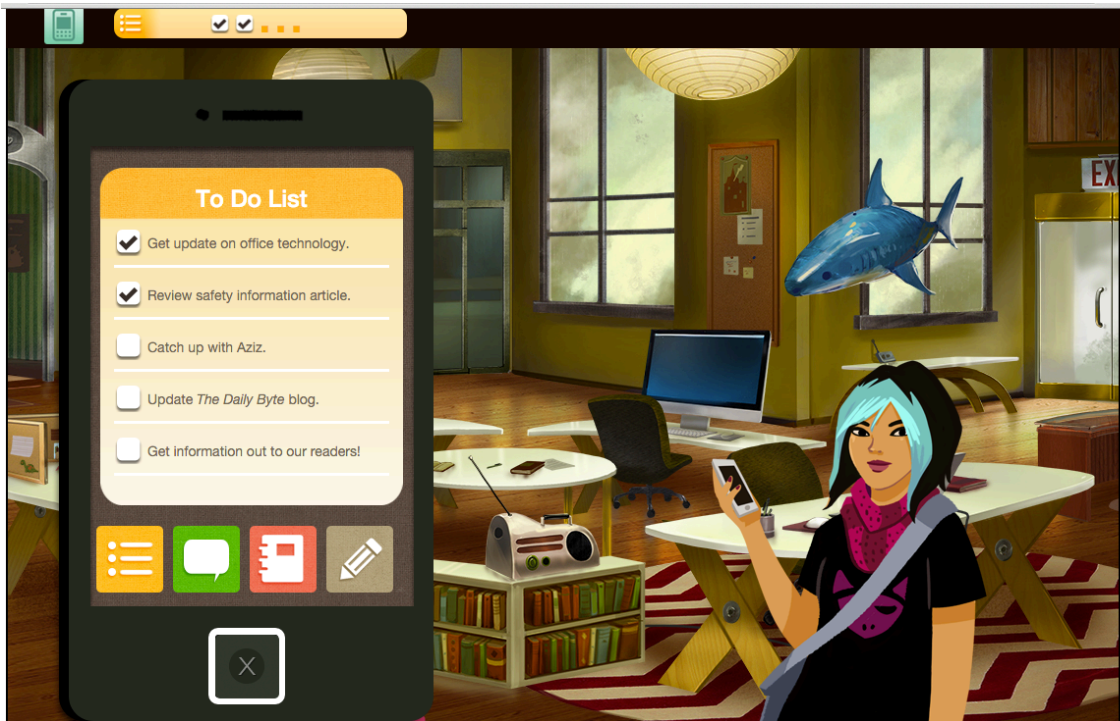 To Do List
Get update on office technology.
Review safety information article.
Catch up with Aziz.
Update The Daily Byte blog.
Get information out to our readers!
X
EX